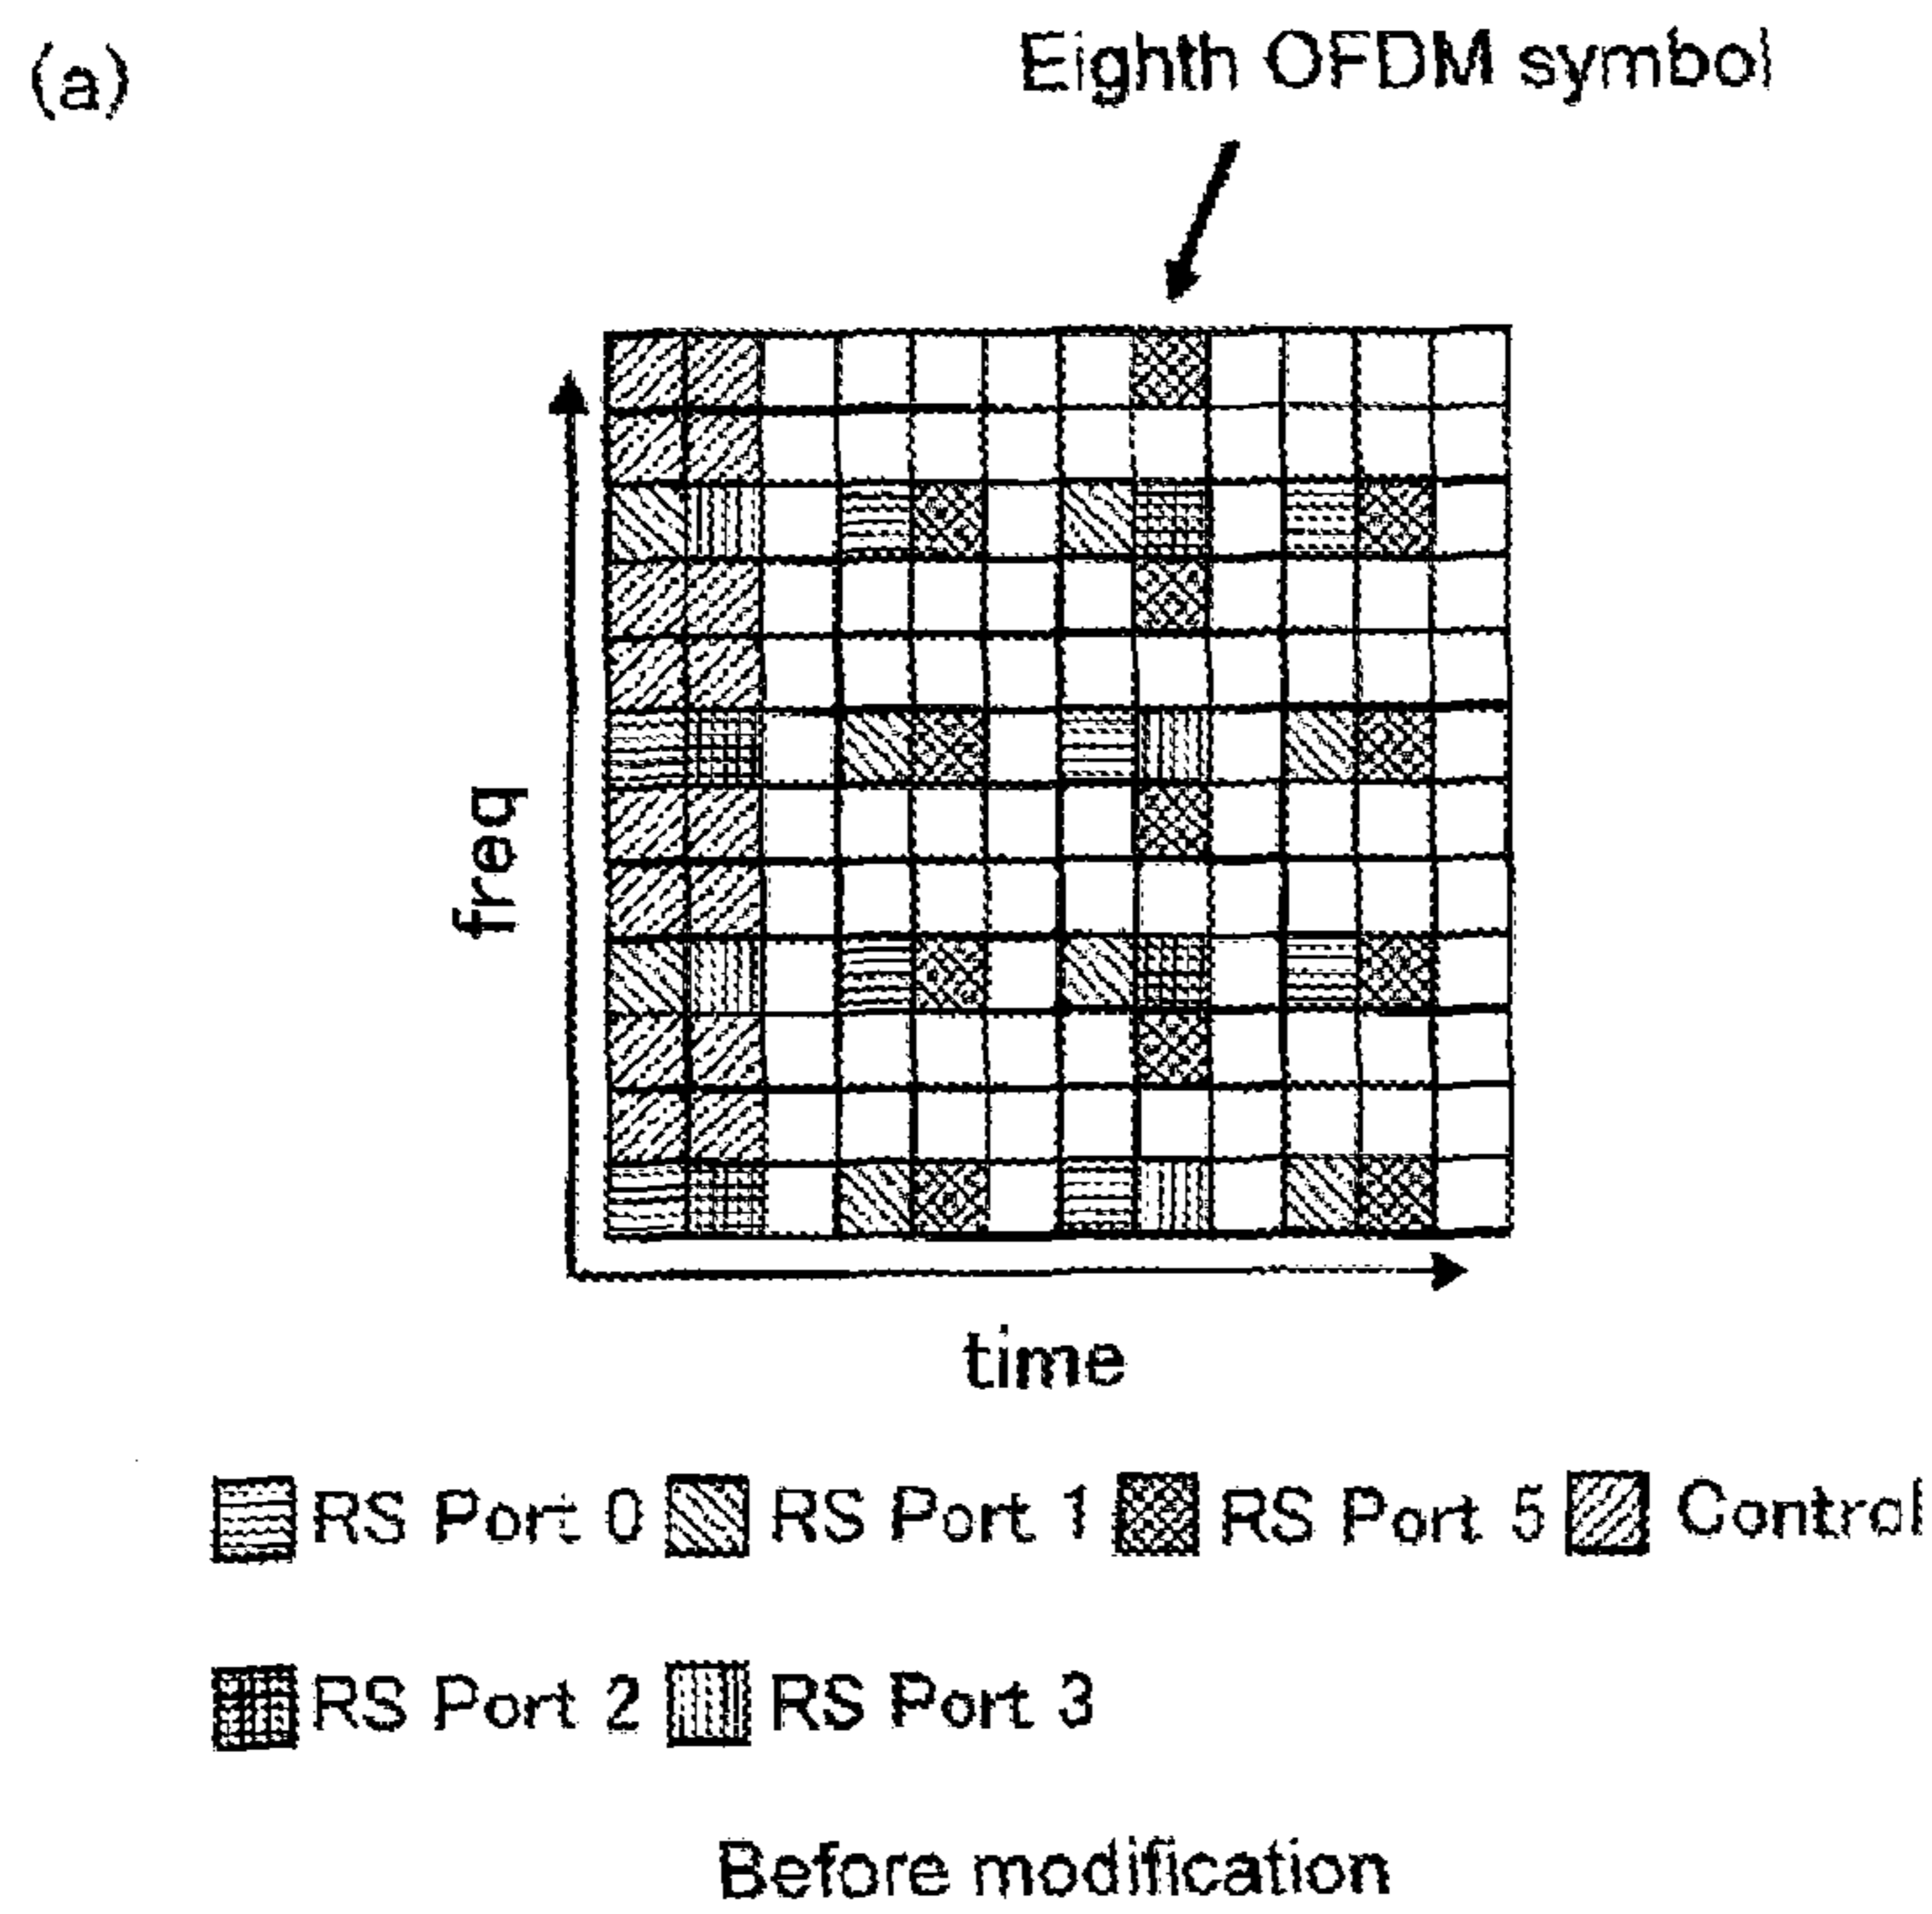 (a)
Eighth OFDM symbol
freq
time
RS Port 0 RS Port 1 RS Port 5 Control
RS Port 2 RS Port 3
Before modification